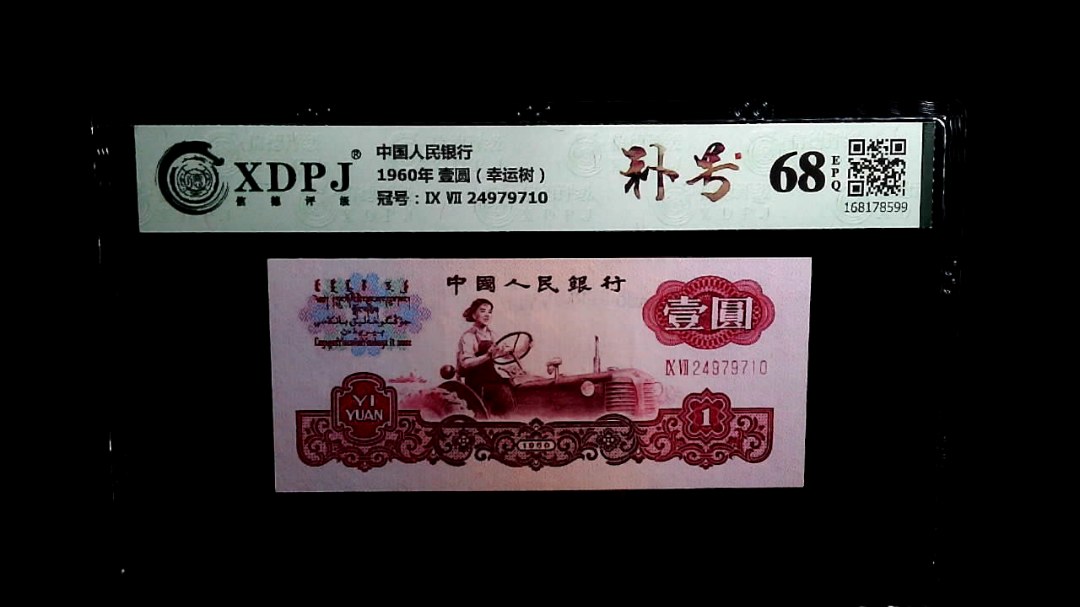 XDPJ®
信德评级
中国人民银行
1960年 壹圆（幸运树）
冠号：IX VII 24979710
补号
68
EPQ
168178599
中國人民銀行
壹圓
IX VII 24979710
YI
YUAN
1
1960